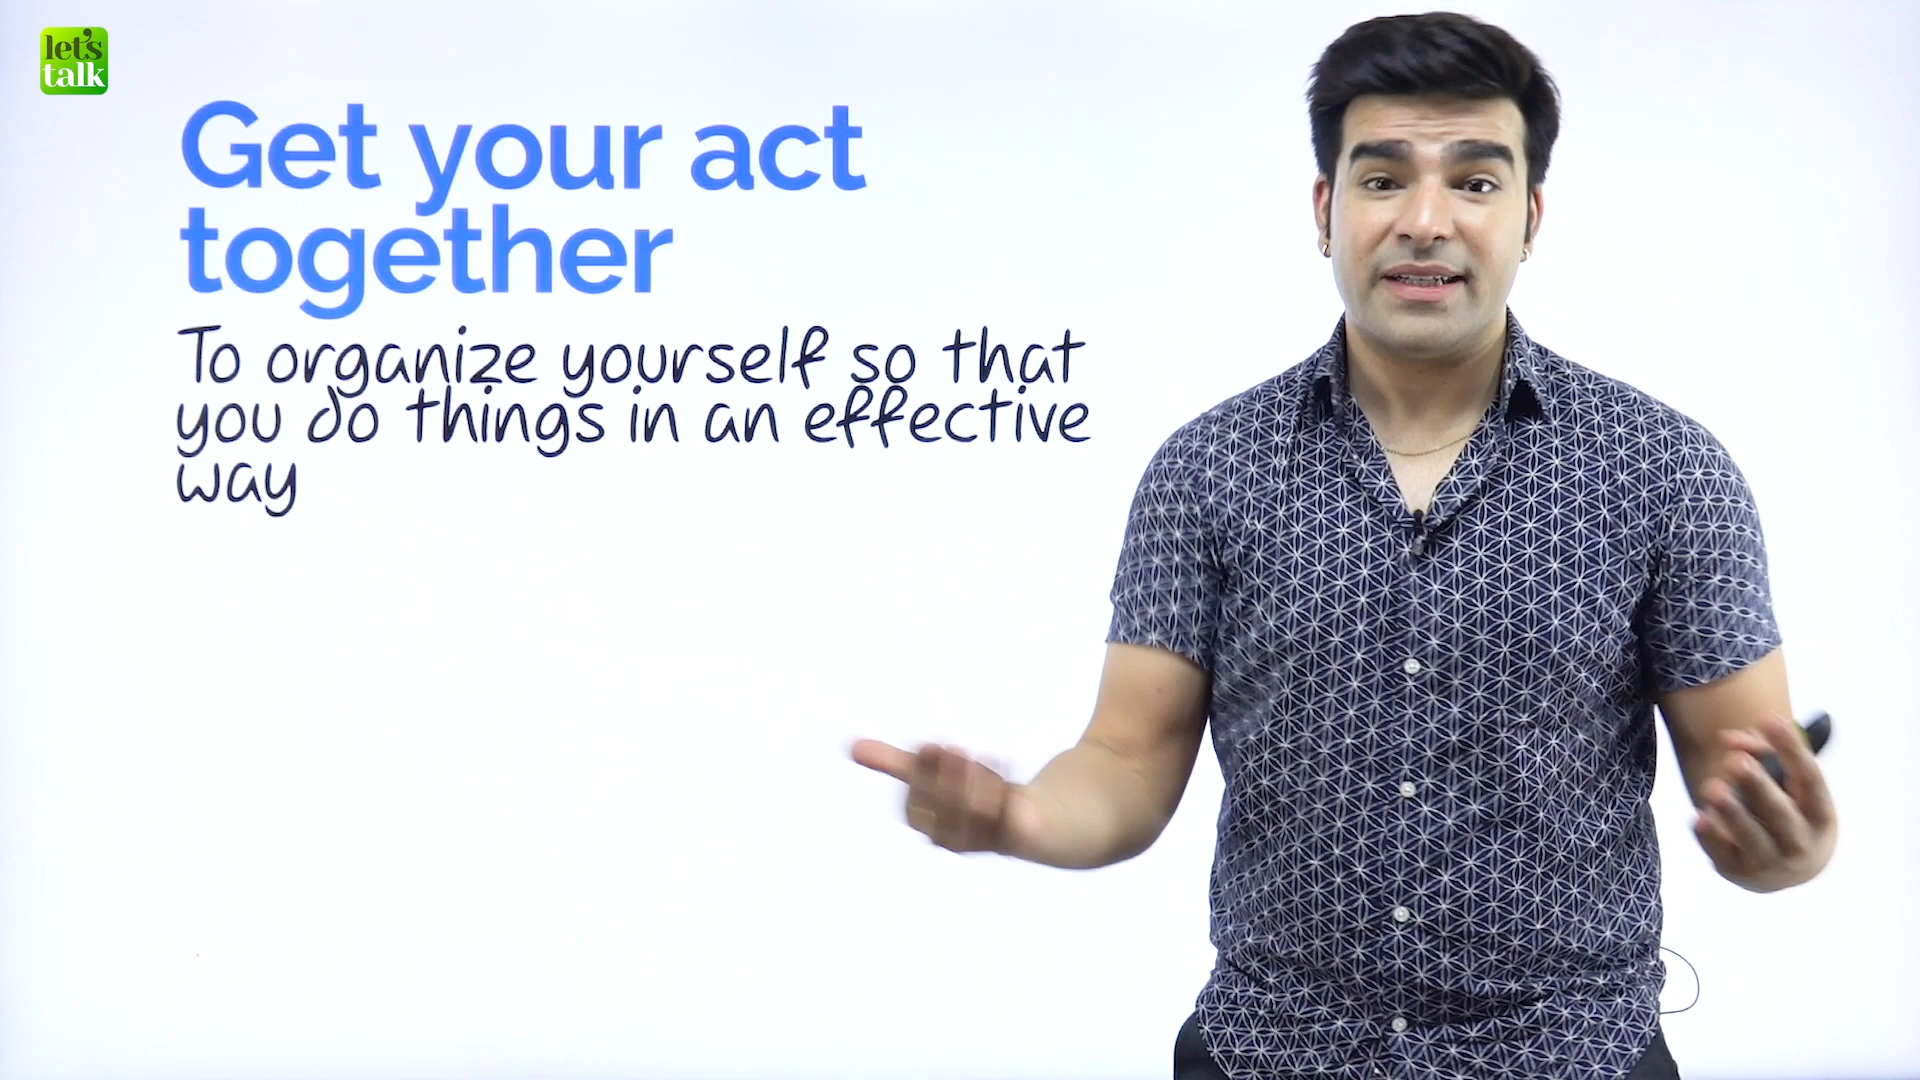 let's
talk
Get your act
together
To organize yourself so that
you do things in an effective
way